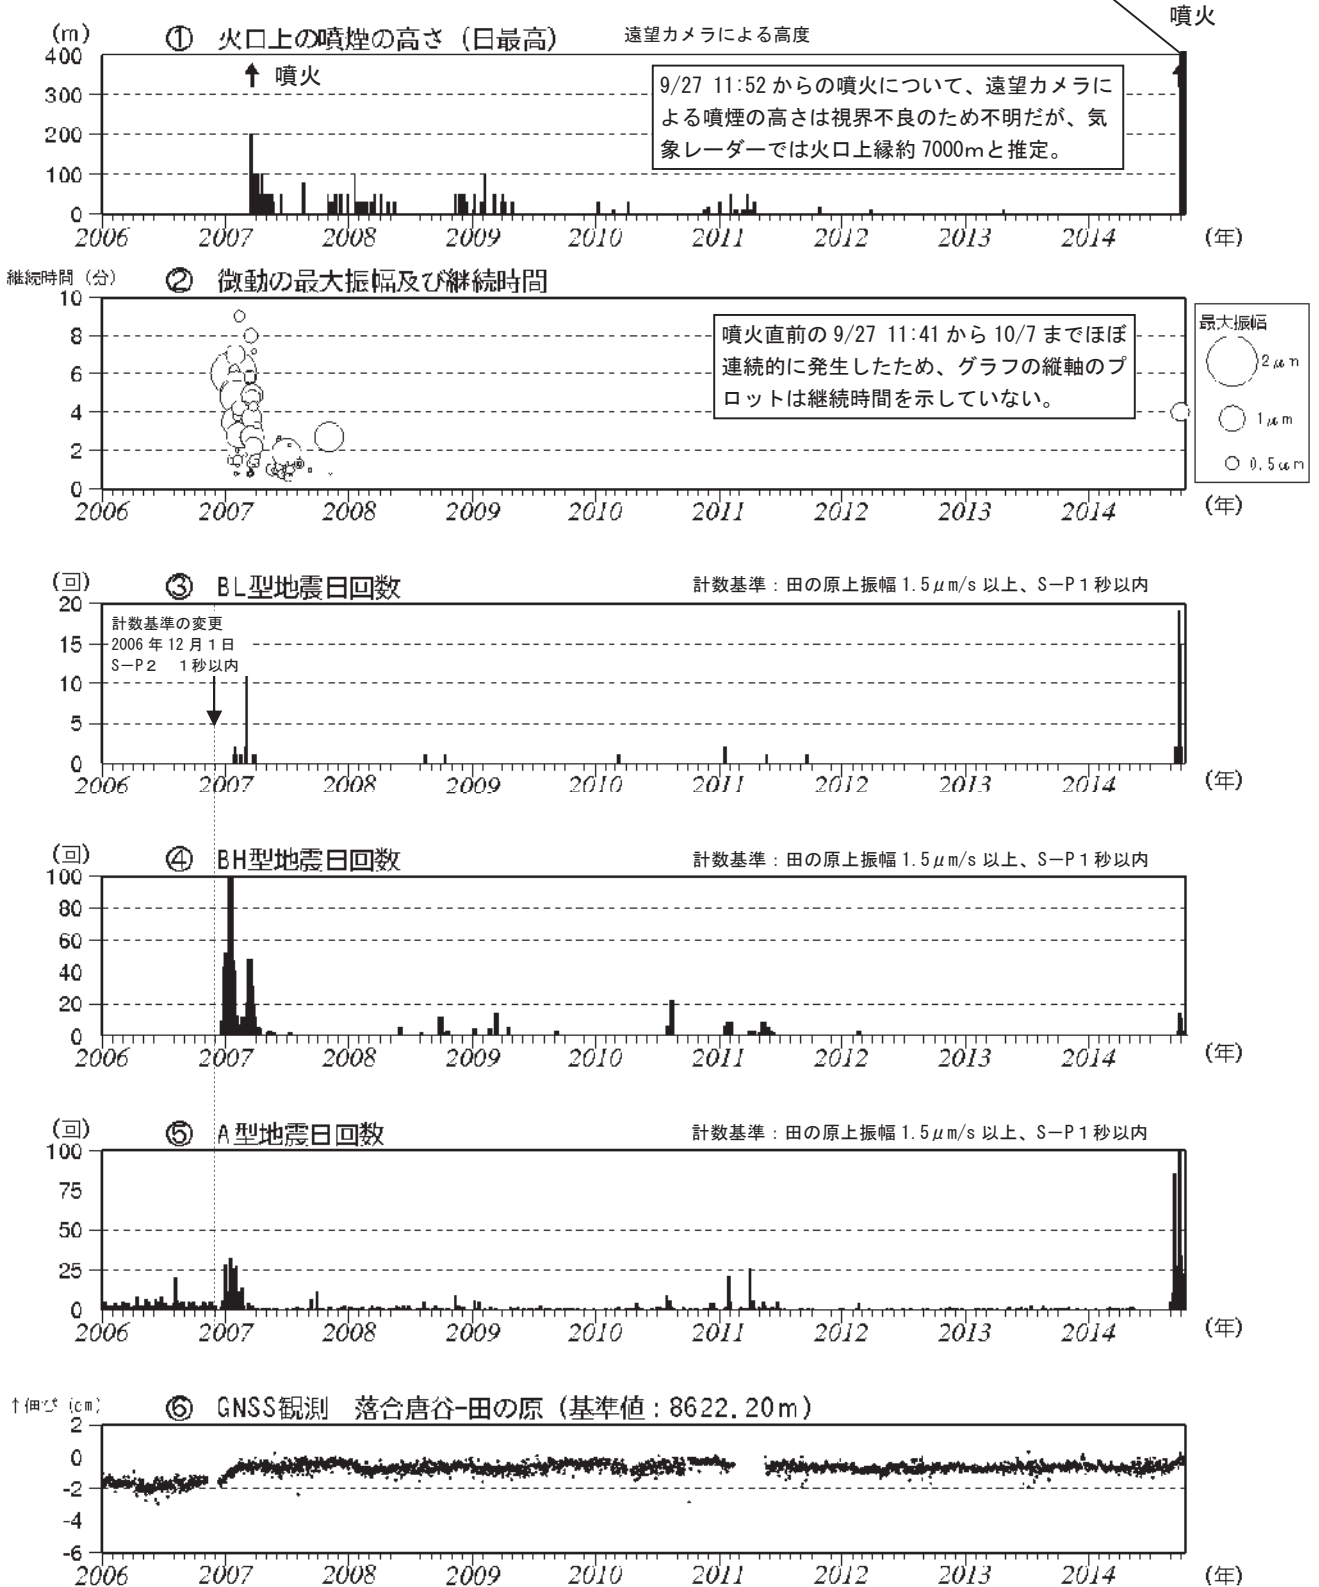 噴火
(m)
① 火口上の噴煙の高さ（日最高）
遠望カメラによる高度
400
300
200
100
0
噴火
9/27 11:52 からの噴火について、遠望カメラに
よる噴煙の高さは視界不良のため不明だが、気
象レーダーでは火口上縁約 7000mと推定。
2006 2007 2008 2009 2010 2011 2012 2013 2014 (年)
継続時間（分）
② 微動の最大振幅及び継続時間
10
8
6
4
2
0
噴火直前の 9/27 11:41 から 10/7 までほぼ
連続的に発生したため、グラフの縦軸のプ
ロットは継続時間を示していない。
最大振幅
2μm
1μm
0.5μm
2006 2007 2008 2009 2010 2011 2012 2013 2014 (年)
(回)
③ BL型地震日回数
計数基準：田の原上振幅 1.5μm/s 以上、S－P 1 秒以内
20
15
10
5
0
計数基準の変更
2006 年 12 月 1 日
S－P2 1 秒以内
2006 2007 2008 2009 2010 2011 2012 2013 2014 (年)
(回)
④ BH型地震日回数
計数基準：田の原上振幅 1.5μm/s 以上、S－P 1 秒以内
100
80
60
40
20
0
2006 2007 2008 2009 2010 2011 2012 2013 2014 (年)
(回)
⑤ A型地震日回数
計数基準：田の原上振幅 1.5μm/s 以上、S－P 1 秒以内
100
75
50
25
0
2006 2007 2008 2009 2010 2011 2012 2013 2014 (年)
↑伸び (cm)
⑥ GNSS観測 落合唐谷-田の原（基準値：8622.20m）
2
0
-2
-4
-6
2006 2007 2008 2009 2010 2011 2012 2013 2014 (年)